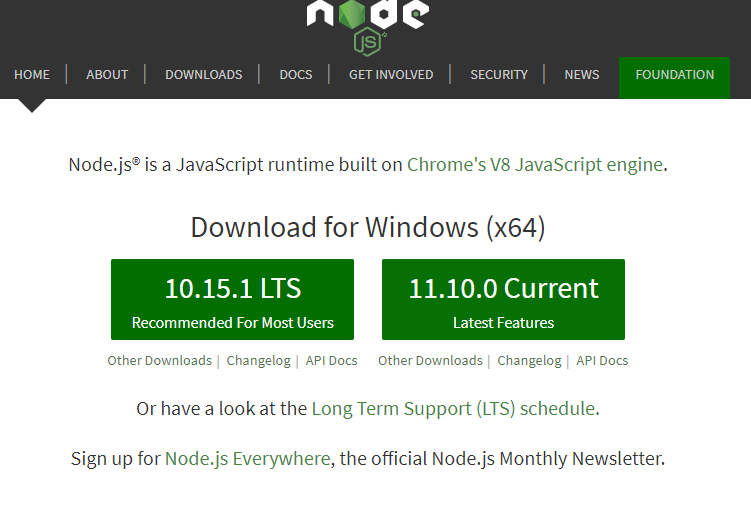 node
JS
HOME | ABOUT | DOWNLOADS | DOCS | GET INVOLVED | SECURITY | NEWS FOUNDATION
Node.js® is a JavaScript runtime built on Chrome's V8 JavaScript engine.
Download for Windows (x64)
10.15.1 LTS
Recommended For Most Users
11.10.0 Current
Latest Features
Other Downloads | Changelog | API Docs
Other Downloads | Changelog | API Docs
Or have a look at the Long Term Support (LTS) schedule.
Sign up for Node.js Everywhere, the official Node.js Monthly Newsletter.